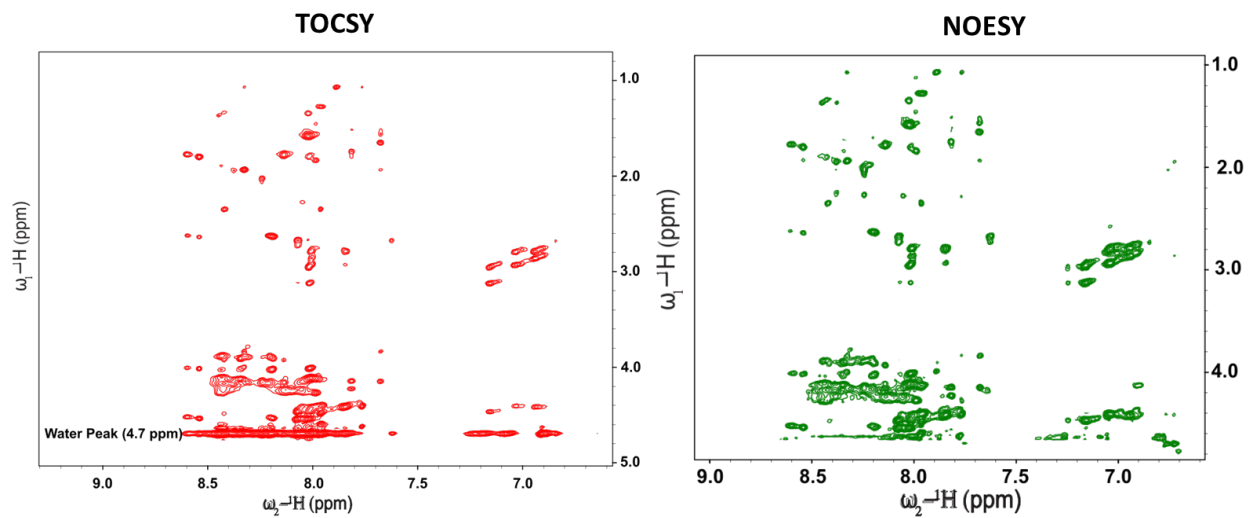 TOCSY
1.0
2.0
3.0
4.0
5.0
ω₁-¹H (ppm)
Water Peak (4.7 ppm)
9.0 8.5 8.0 7.5 7.0
ω₂-¹H (ppm)
NOESY
1.0
2.0
3.0
4.0
ω₁-¹H (ppm)
9.0 8.5 8.0 7.5 7.0
ω₂-¹H (ppm)